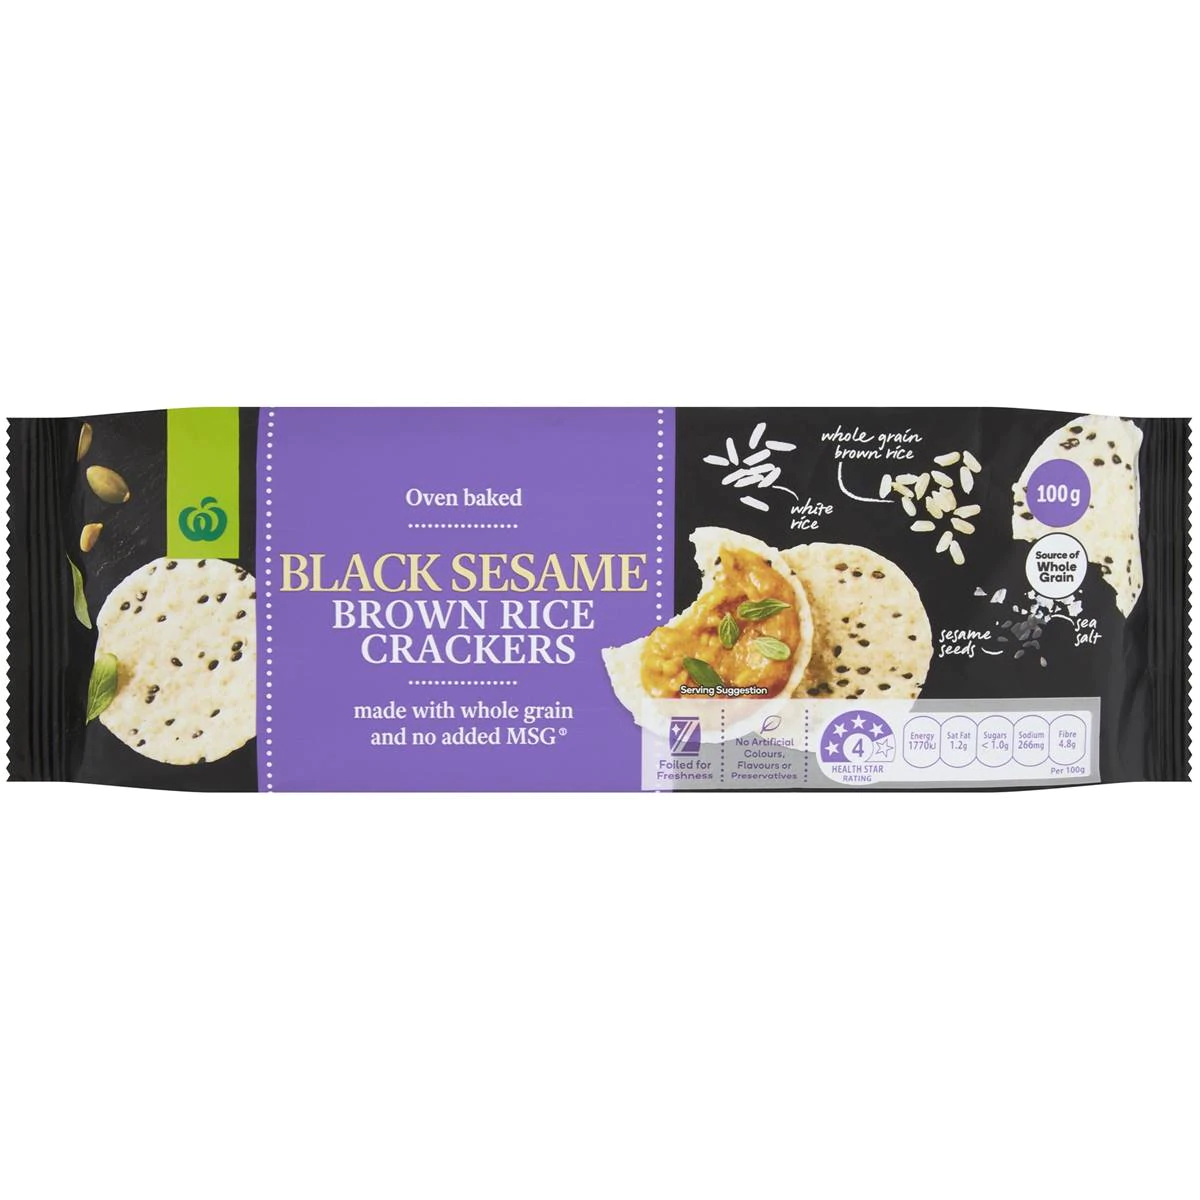 Oven baked
BLACK SESAME
BROWN RICE
CRACKERS
made with whole grain
and no added MSG
whole grain
brown rice
white
rice
100g
Source of
Whole
Grain
sesame
seeds
sea
salt
Serving Suggestion
Foiled for
Freshness
No Artificial
Colours,
Flavours or
Preservatives
4
HEALTH STAR
RATING
Energy
1770kJ
Sat Fat
1.2g
Sugars
< 1.0g
Sodium
266mg
Fibre
4.8g
Per 100g